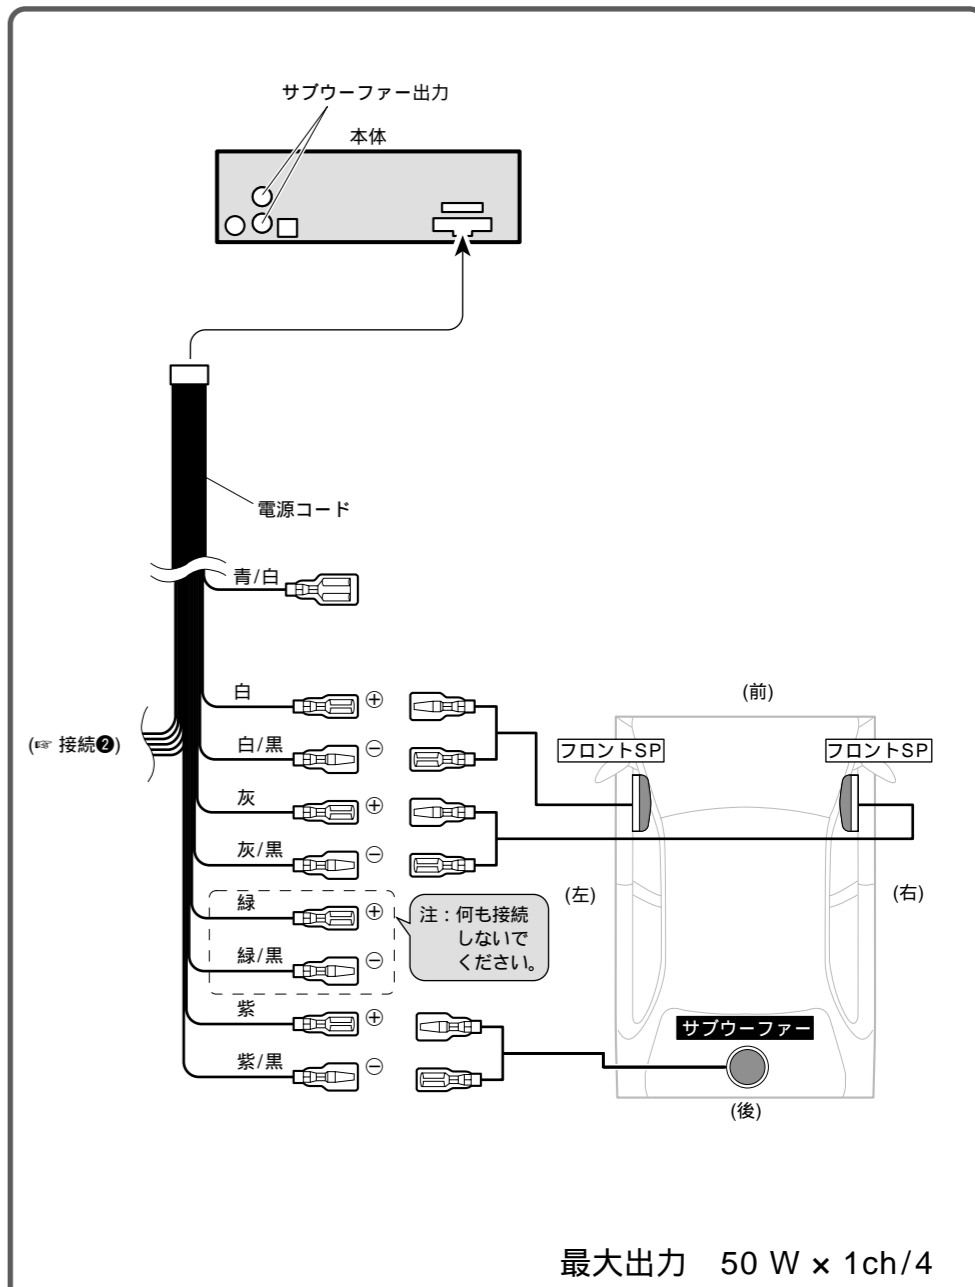 サブウーファー出力
本体
電源コード
青/白
白 ⊕
白/黒 ⊖
灰 ⊕
灰/黒 ⊖
緑 ⊕
緑/黒 ⊖
紫 ⊕
紫/黒 ⊖
(☞ 接続❷)
注：何も接続
しないで
ください。
(前)
フロントSP
フロントSP
(左)
(右)
サブウーファー
(後)
最大出力 50 W × 1ch/4